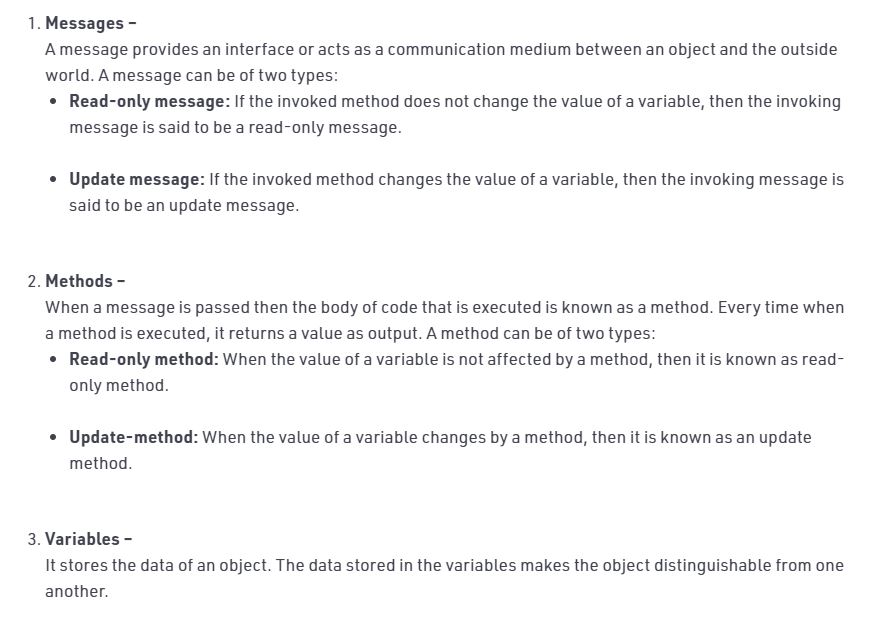 1. Messages –
A message provides an interface or acts as a communication medium between an object and the outside
world. A message can be of two types:
• Read-only message: If the invoked method does not change the value of a variable, then the invoking
message is said to be a read-only message.
• Update message: If the invoked method changes the value of a variable, then the invoking message is
said to be an update message.
2. Methods –
When a message is passed then the body of code that is executed is known as a method. Every time when
a method is executed, it returns a value as output. A method can be of two types:
• Read-only method: When the value of a variable is not affected by a method, then it is known as read-
only method.
• Update-method: When the value of a variable changes by a method, then it is known as an update
method.
3. Variables –
It stores the data of an object. The data stored in the variables makes the object distinguishable from one
another.